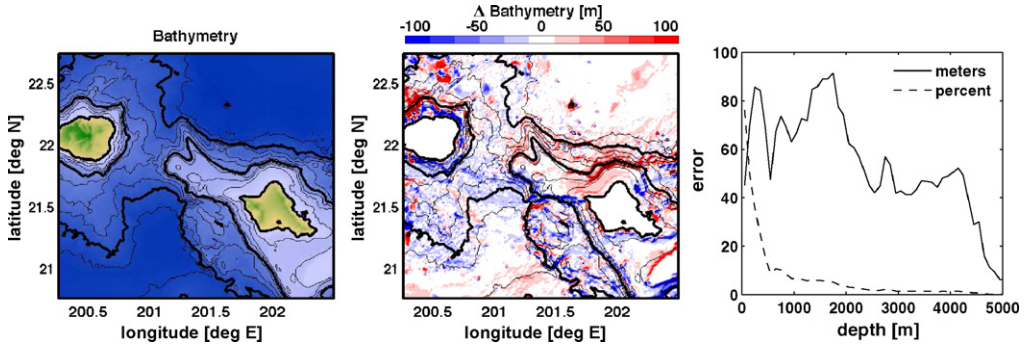 Bathymetry
22.5
22
21.5
21
latitude [deg N]
200.5 201 201.5 202
longitude [deg E]
Δ Bathymetry [m]
-100 -50 0 50 100
22.5
22
21.5
21
latitude [deg N]
200.5 201 201.5 202
longitude [deg E]
100
80
60
40
20
0
error
meters
percent
0 1000 2000 3000 4000 5000
depth [m]